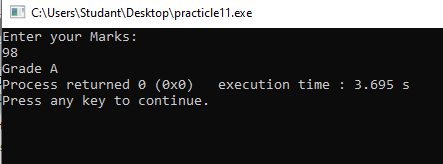 C:\Users\Studant\Desktop\practicle11.exe
Enter your Marks:
98
Grade A
Process returned 0 (0x0)   execution time : 3.695 s
Press any key to continue.